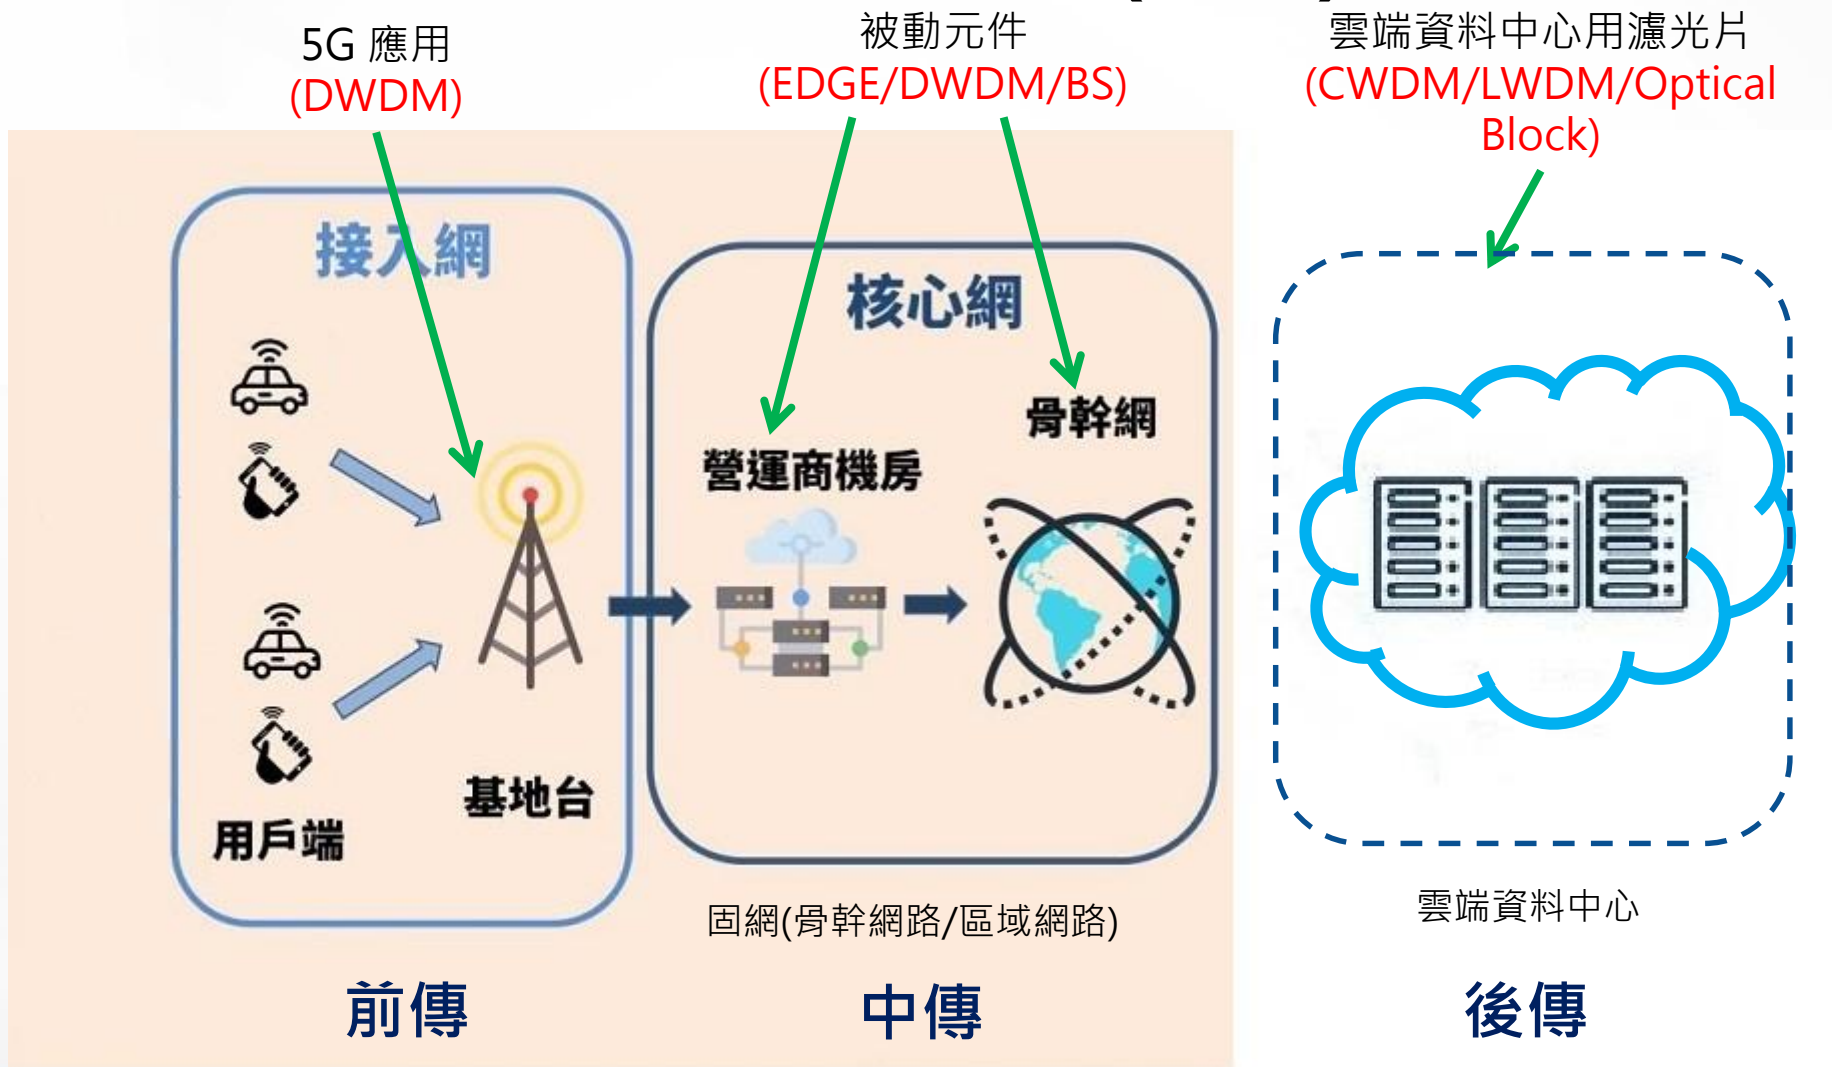 5G 應用
(DWDM)
被動元件
(EDGE/DWDM/BS)
雲端資料中心用濾光片
(CWDM/LWDM/Optical
Block)
接入網
核心網
骨幹網
營運商機房
基地台
用戶端
固網(骨幹網路/區域網路)
雲端資料中心
前傳
中傳
後傳